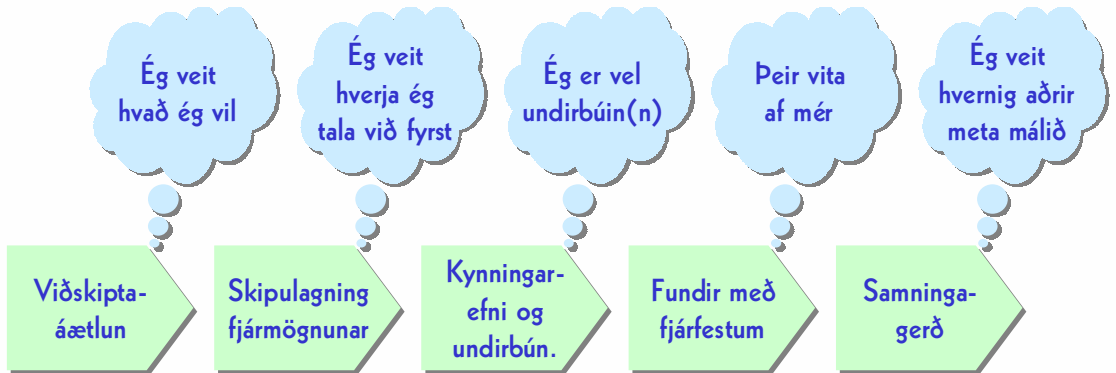 Ég veit
hvað ég vil
Ég veit
hverja ég
tala við fyrst
Ég er vel
undirbúin(n)
Þeir vita
af mér
Ég veit
hvernig aðrir
meta málið
Viðskipta-
áætlun
Skipulagning
fjármögnunar
Kynningar-
efni og
undirbún.
Fundir með
fjárfestum
Samninga-
gerð